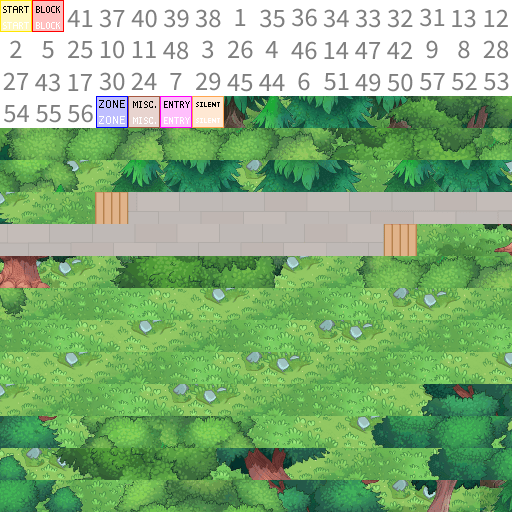 START BLOCK 41 37 40 39 38 1 35 36 34 33 32 31 13 12
START BLOCK
2 5 25 10 11 48 3 26 4 46 14 47 42 9 8 28
27 43 17 30 24 7 29 45 44 6 51 49 50 57 52 53
54 55 56 ZONE MISC. ENTRY SILENT
ZONE MISC. ENTRY SILENT